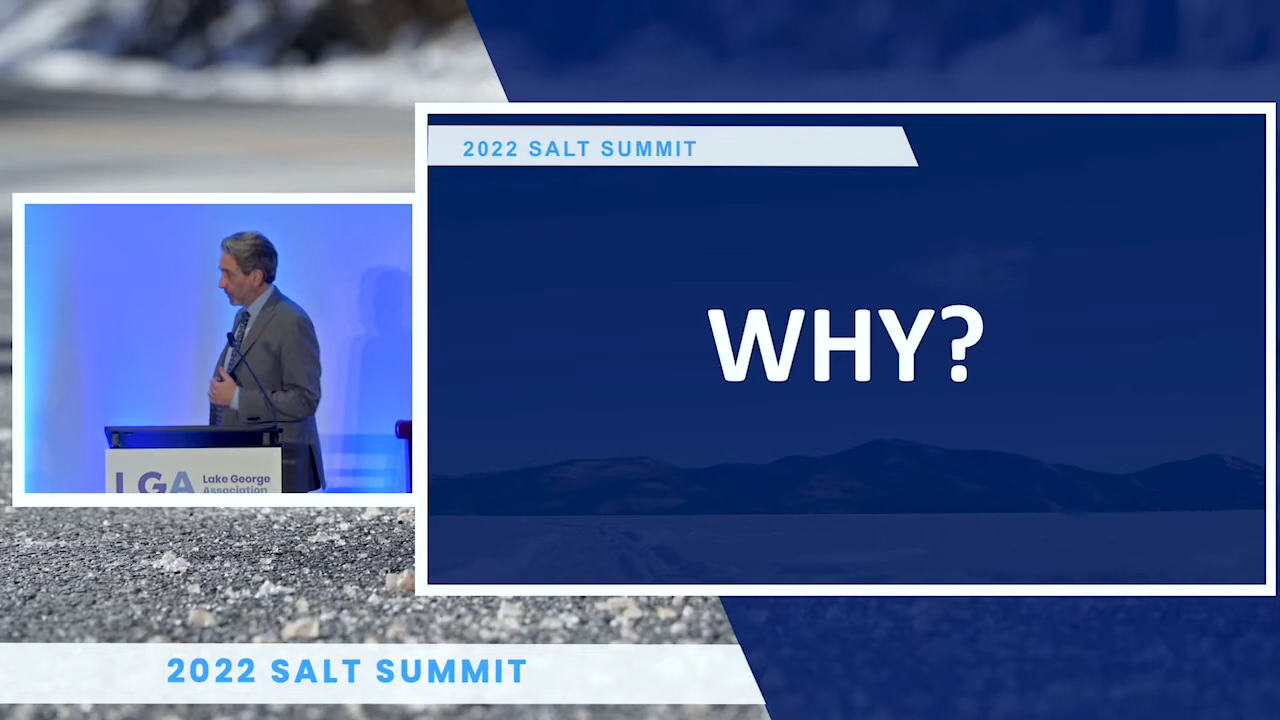 2022 SALT SUMMIT
WHY?
LGA Lake George
Association
2022 SALT SUMMIT